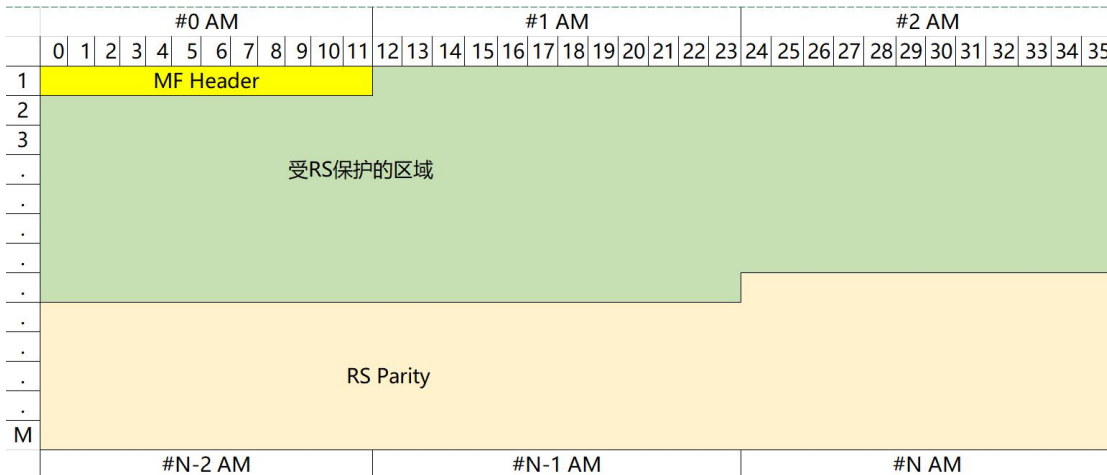 #0 AM #1 AM #2 AM
0 1 2 3 4 5 6 7 8 9 10 11 12 13 14 15 16 17 18 19 20 21 22 23 24 25 26 27 28 29 30 31 32 33 34 35
1 MF Header
2
3
. 受RS保护的区域
.
.
.
.
.
.
. RS Parity
.
M
#N-2 AM #N-1 AM #N AM